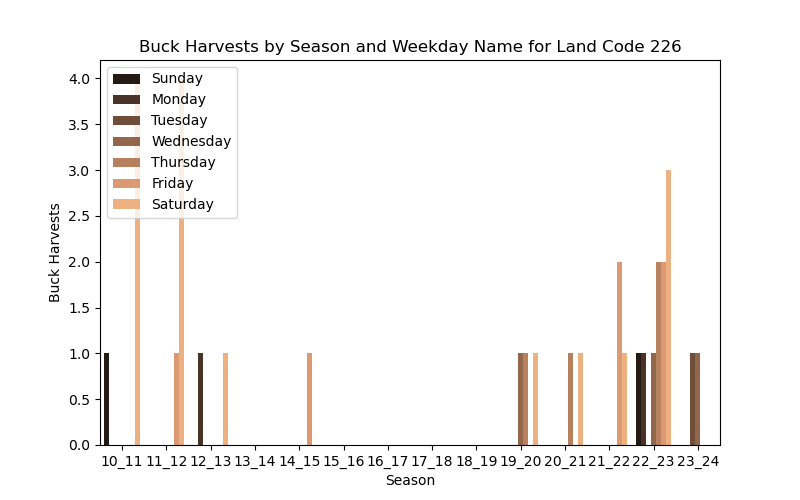 Buck Harvests by Season and Weekday Name for Land Code 226
Sunday
Monday
Tuesday
Wednesday
Thursday
Friday
Saturday
4.0
3.5
3.0
2.5
2.0
1.5
1.0
0.5
0.0
Buck Harvests
10_11 11_12 12_13 13_14 14_15 15_16 16_17 17_18 18_19 19_20 20_21 21_22 22_23 23_24
Season